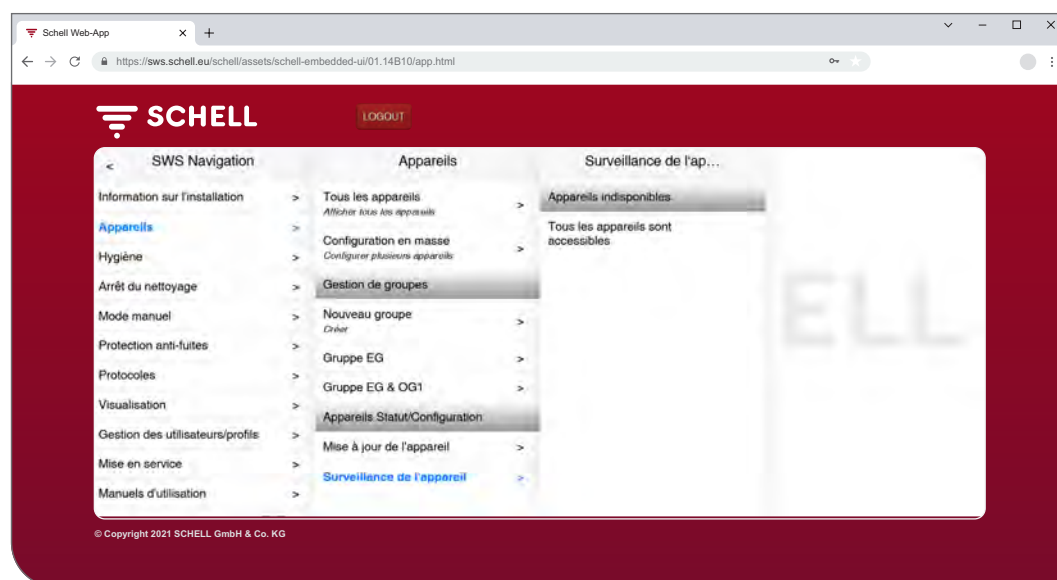 Schell Web-App
https://sws.schell.eu/schell/assets/schell-embedded-ui/01.14B10/app.html
SCHELL
LOGOUT
< SWS Navigation
Information sur l'installation >
Appareils >
Hygiène >
Arrêt du nettoyage >
Mode manuel >
Protection anti-fuites >
Protocoles >
Visualisation >
Gestion des utilisateurs/profils >
Mise en service >
Manuels d'utilisation >
Appareils
Tous les appareils >
Afficher tous les appareils
Configuration en masse >
Configurer plusieurs appareils
Gestion de groupes
Nouveau groupe >
Créer
Gruppe EG >
Gruppe EG & OG1 >
Appareils Statut/Configuration
Mise à jour de l'appareil >
Surveillance de l'appareil >
Surveillance de l'ap...
Appareils indisponibles
Tous les appareils sont
accessibles
ELL
© Copyright 2021 SCHELL GmbH & Co. KG